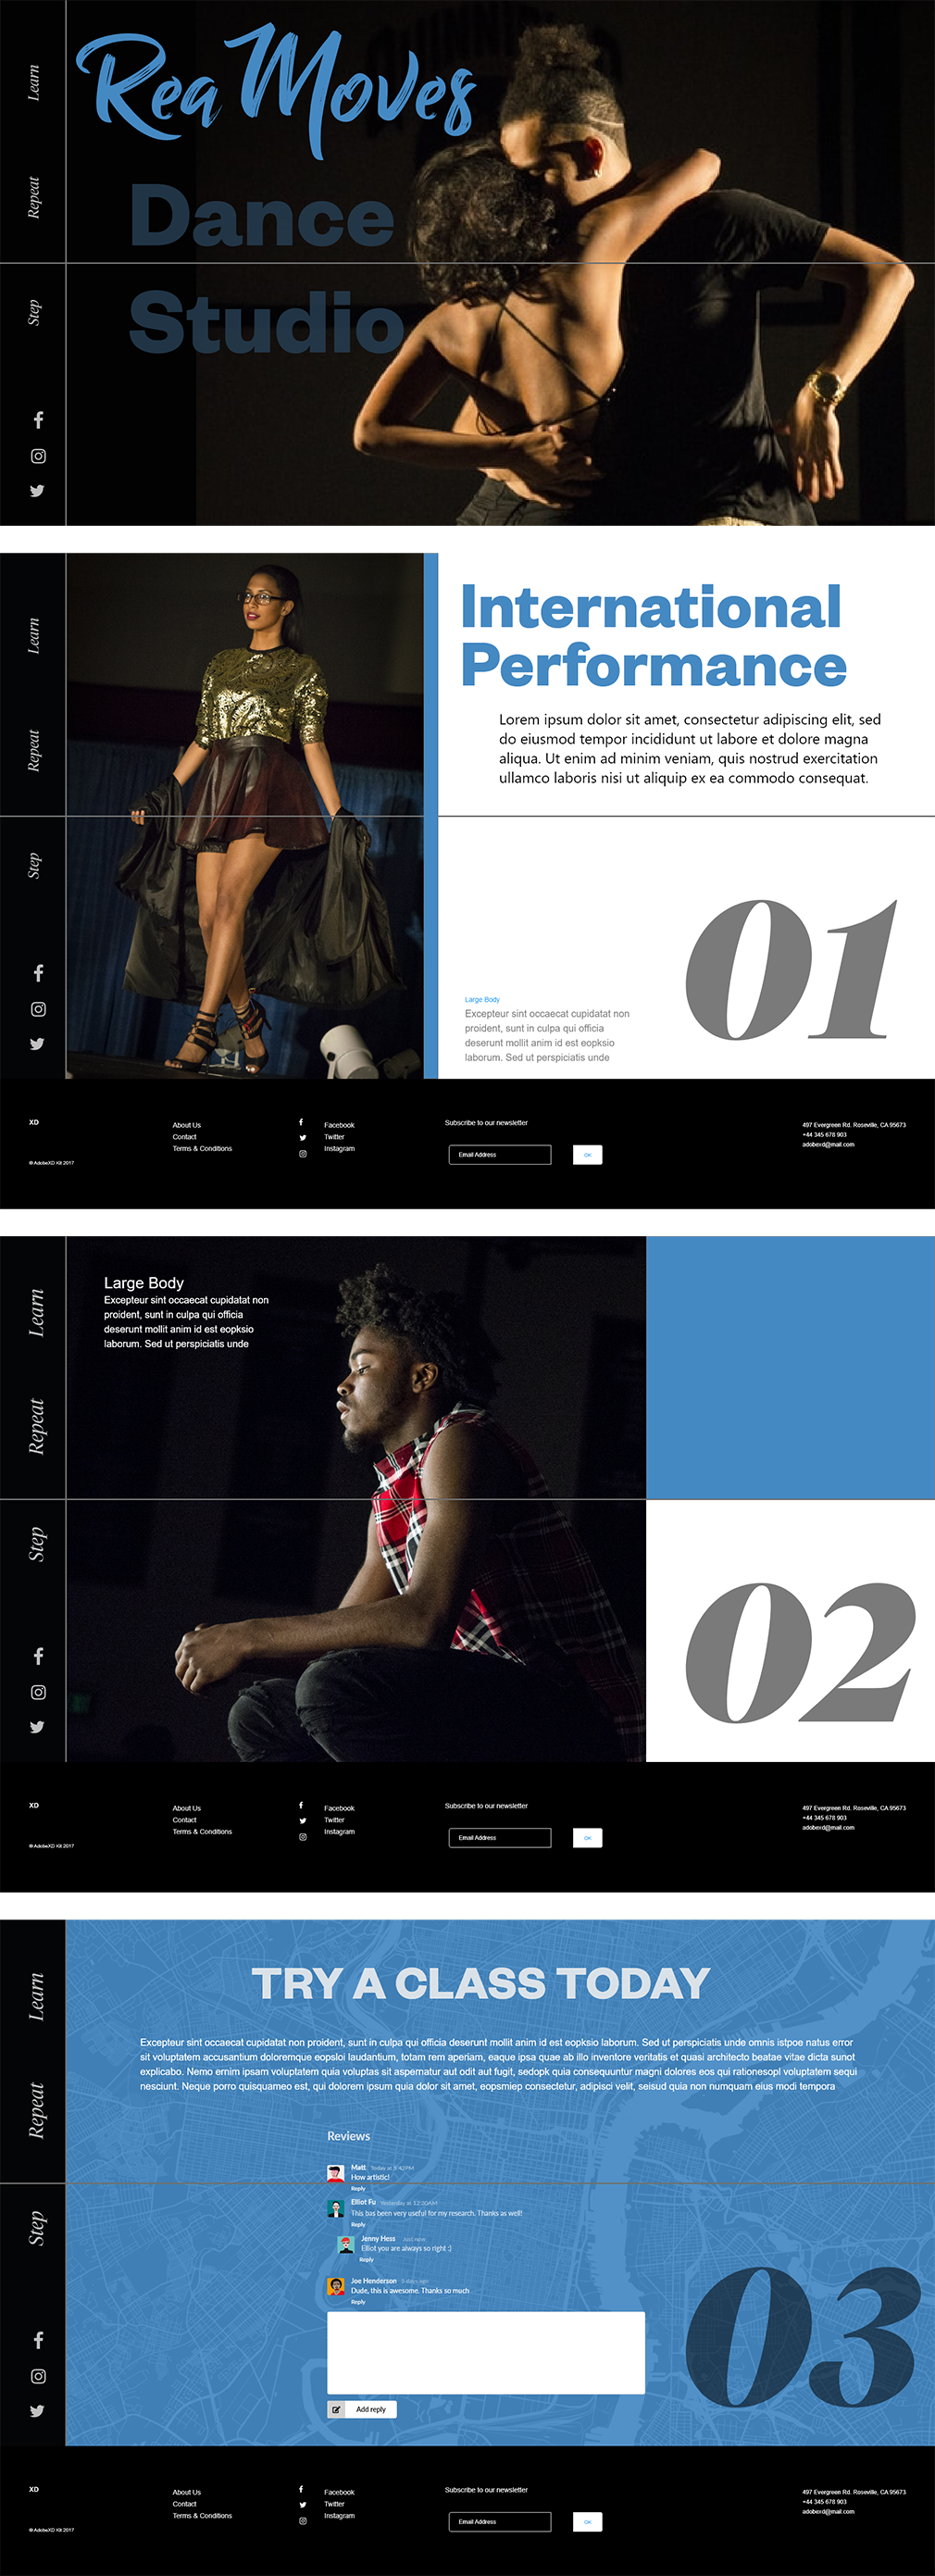 Learn
Repeat
Step
Rea Moves
Dance
Studio
Learn
Repeat
Step
International
Performance
Lorem ipsum dolor sit amet, consectetur adipiscing elit, sed
do eiusmod tempor incididunt ut labore et dolore magna
aliqua. Ut enim ad minim veniam, quis nostrud exercitation
ullamco laboris nisi ut aliquip ex ea commodo consequat.
01
Large Body
Excepteur sint occaecat cupidatat non
proident, sunt in culpa qui officia
deserunt mollit anim id est eopksio
laborum. Sed ut perspiciatis unde
XD
© AdobeXD Kit 2017
About Us
Contact
Terms & Conditions
Facebook
Twitter
Instagram
Subscribe to our newsletter
Email Address
OK
497 Evergreen Rd. Roseville, CA 95673
+44 345 678 903
adobexd@mail.com
Learn
Repeat
Step
Large Body
Excepteur sint occaecat cupidatat non
proident, sunt in culpa qui officia
deserunt mollit anim id est eopksio
laborum. Sed ut perspiciatis unde
02
XD
© AdobeXD Kit 2017
About Us
Contact
Terms & Conditions
Facebook
Twitter
Instagram
Subscribe to our newsletter
Email Address
OK
497 Evergreen Rd. Roseville, CA 95673
+44 345 678 903
adobexd@mail.com
Learn
Repeat
Step
TRY A CLASS TODAY
Excepteur sint occaecat cupidatat non proident, sunt in culpa qui officia deserunt mollit anim id est eopksio laborum. Sed ut perspiciatis unde omnis istpoe natus error
sit voluptatem accusantium doloremque eopsloi laudantium, totam rem aperiam, eaque ipsa quae ab illo inventore veritatis et quasi architecto beatae vitae dicta sunot
explicabo. Nemo ernim ipsam voluptatem quia voluptas sit aspernatur aut odit aut fugit, sedopk quia consequuntur magni dolores eos qui rationesopl voluptatem sequi
nesciunt. Neque porro quisquameo est, qui dolorem ipsum quia dolor sit amet, eopsmiep consectetur, adipisci velit, seisud quia non numquam eius modi tempora
Reviews
Matt Today at 5:42PM
How artistic!
Reply
Elliot Fu Yesterday at 12:30AM
This has been very useful for my research. Thanks as well!
Reply
Jenny Hess Just now
Elliot you are always so right :)
Reply
Joe Henderson 5 days ago
Dude, this is awesome. Thanks so much
Reply
Add reply
03
XD
© AdobeXD Kit 2017
About Us
Contact
Terms & Conditions
Facebook
Twitter
Instagram
Subscribe to our newsletter
Email Address
OK
497 Evergreen Rd. Roseville, CA 95673
+44 345 678 903
adobexd@mail.com